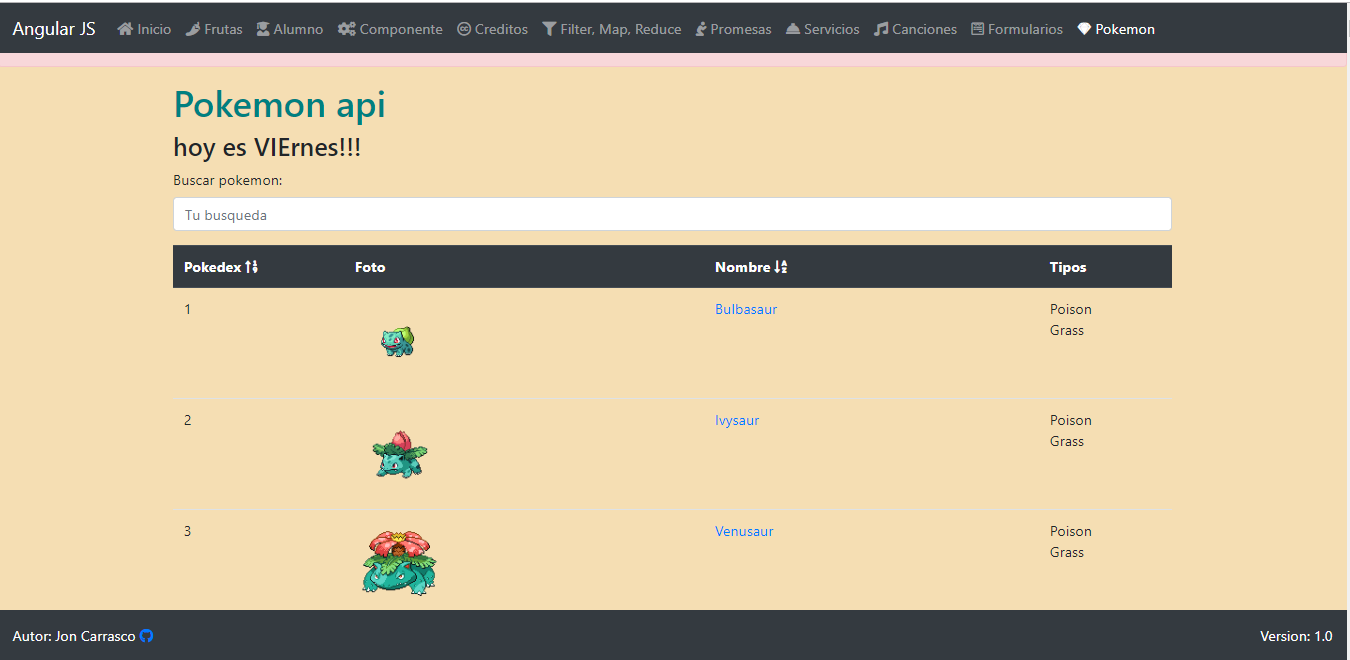 Angular JS Inicio Frutas Alumno Componente Creditos Filter, Map, Reduce Promesas Servicios Canciones Formularios Pokemon
Pokemon api
hoy es VIErnes!!!
Buscar pokemon:
Tu busqueda
Pokedex Foto Nombre Tipos
1 Bulbasaur Poison
Grass
2 Ivysaur Poison
Grass
3 Venusaur Poison
Grass
Autor: Jon Carrasco Version: 1.0